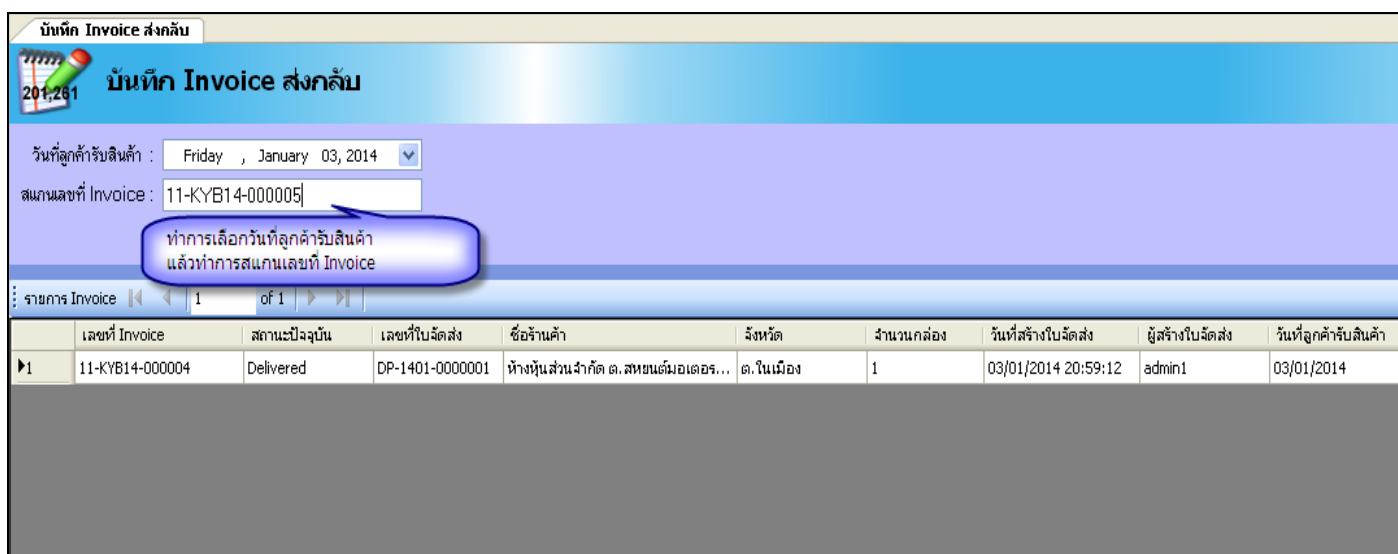 บันทึก Invoice ส่งกลับ
201,261
บันทึก Invoice ส่งกลับ
วันที่ลูกค้ารับสินค้า : Friday , January 03, 2014
สแกนเลขที่ Invoice : 11-KYB14-000005
ทำการเลือกวันที่ลูกค้ารับสินค้า
แล้วทำการสแกนเลขที่ Invoice
รายการ Invoice 1 of 1
เลขที่ Invoice สถานะปัจจุบัน เลขที่ใบจัดส่ง ชื่อร้านค้า จังหวัด จำนวนกล่อง วันที่สร้างใบจัดส่ง ผู้สร้างใบจัดส่ง วันที่ลูกค้ารับสินค้า
1 11-KYB14-000004 Delivered DP-1401-0000001 ห้างหุ้นส่วนจำกัด ต.สหยนต์มอเตอร... ต.ในเมือง 1 03/01/2014 20:59:12 admin1 03/01/2014